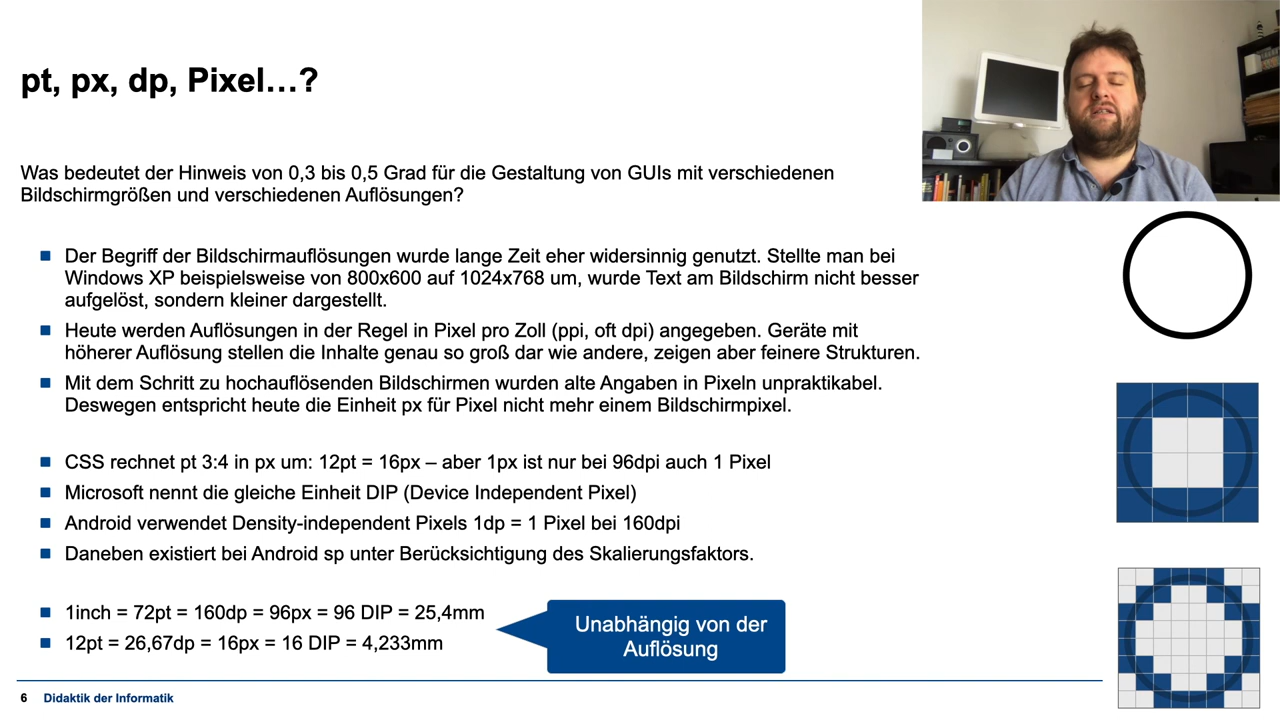 pt, px, dp, Pixel…?
Was bedeutet der Hinweis von 0,3 bis 0,5 Grad für die Gestaltung von GUIs mit verschiedenen
Bildschirmgrößen und verschiedenen Auflösungen?
Der Begriff der Bildschirmauflösungen wurde lange Zeit eher widersinnig genutzt. Stellte man bei
Windows XP beispielsweise von 800x600 auf 1024x768 um, wurde Text am Bildschirm nicht besser
aufgelöst, sondern kleiner dargestellt.
Heute werden Auflösungen in der Regel in Pixel pro Zoll (ppi, oft dpi) angegeben. Geräte mit
höherer Auflösung stellen die Inhalte genau so groß dar wie andere, zeigen aber feinere Strukturen.
Mit dem Schritt zu hochauflösenden Bildschirmen wurden alte Angaben in Pixeln unpraktikabel.
Deswegen entspricht heute die Einheit px für Pixel nicht mehr einem Bildschirmpixel.
CSS rechnet pt 3:4 in px um: 12pt = 16px – aber 1px ist nur bei 96dpi auch 1 Pixel
Microsoft nennt die gleiche Einheit DIP (Device Independent Pixel)
Android verwendet Density-independent Pixels 1dp = 1 Pixel bei 160dpi
Daneben existiert bei Android sp unter Berücksichtigung des Skalierungsfaktors.
1inch = 72pt = 160dp = 96px = 96 DIP = 25,4mm
12pt = 26,67dp = 16px = 16 DIP = 4,233mm
Unabhängig von der
Auflösung
6 Didaktik der Informatik